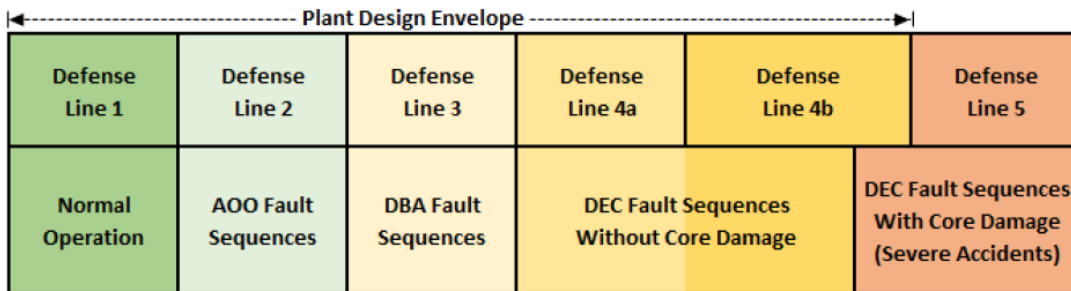 Plant Design Envelope
Defense
Line 1
Defense
Line 2
Defense
Line 3
Defense
Line 4a
Defense
Line 4b
Defense
Line 5
Normal
Operation
AOO Fault
Sequences
DBA Fault
Sequences
DEC Fault Sequences
Without Core Damage
DEC Fault Sequences
With Core Damage
(Severe Accidents)